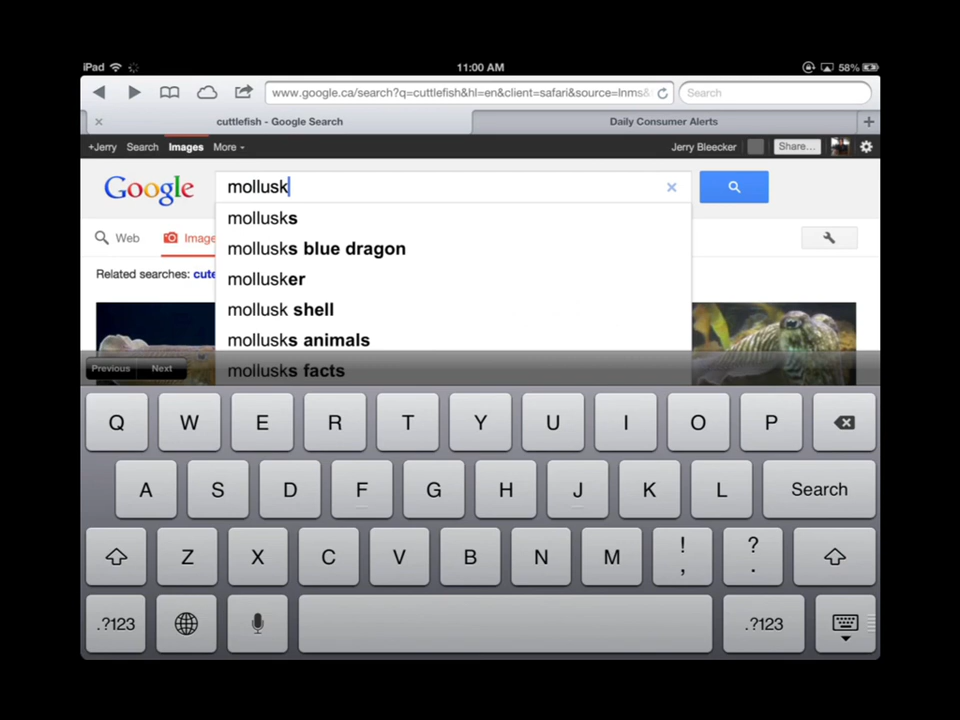 iPad 11:00 AM 58%
www.google.ca/search?q=cuttlefish&hl=en&client=safari&source=lnms& Search
cuttlefish - Google Search Daily Consumer Alerts
+Jerry Search Images More Jerry Bleecker Share...
Google mollusk
mollusks
Web Image
mollusks blue dragon
Related searches: cute
mollusker
mollusk shell
mollusks animals
mollusks facts
Previous Next
Q W E R T Y U I O P
A S D F G H J K L Search
Z X C V B N M ! , ? .
.?123 .?123